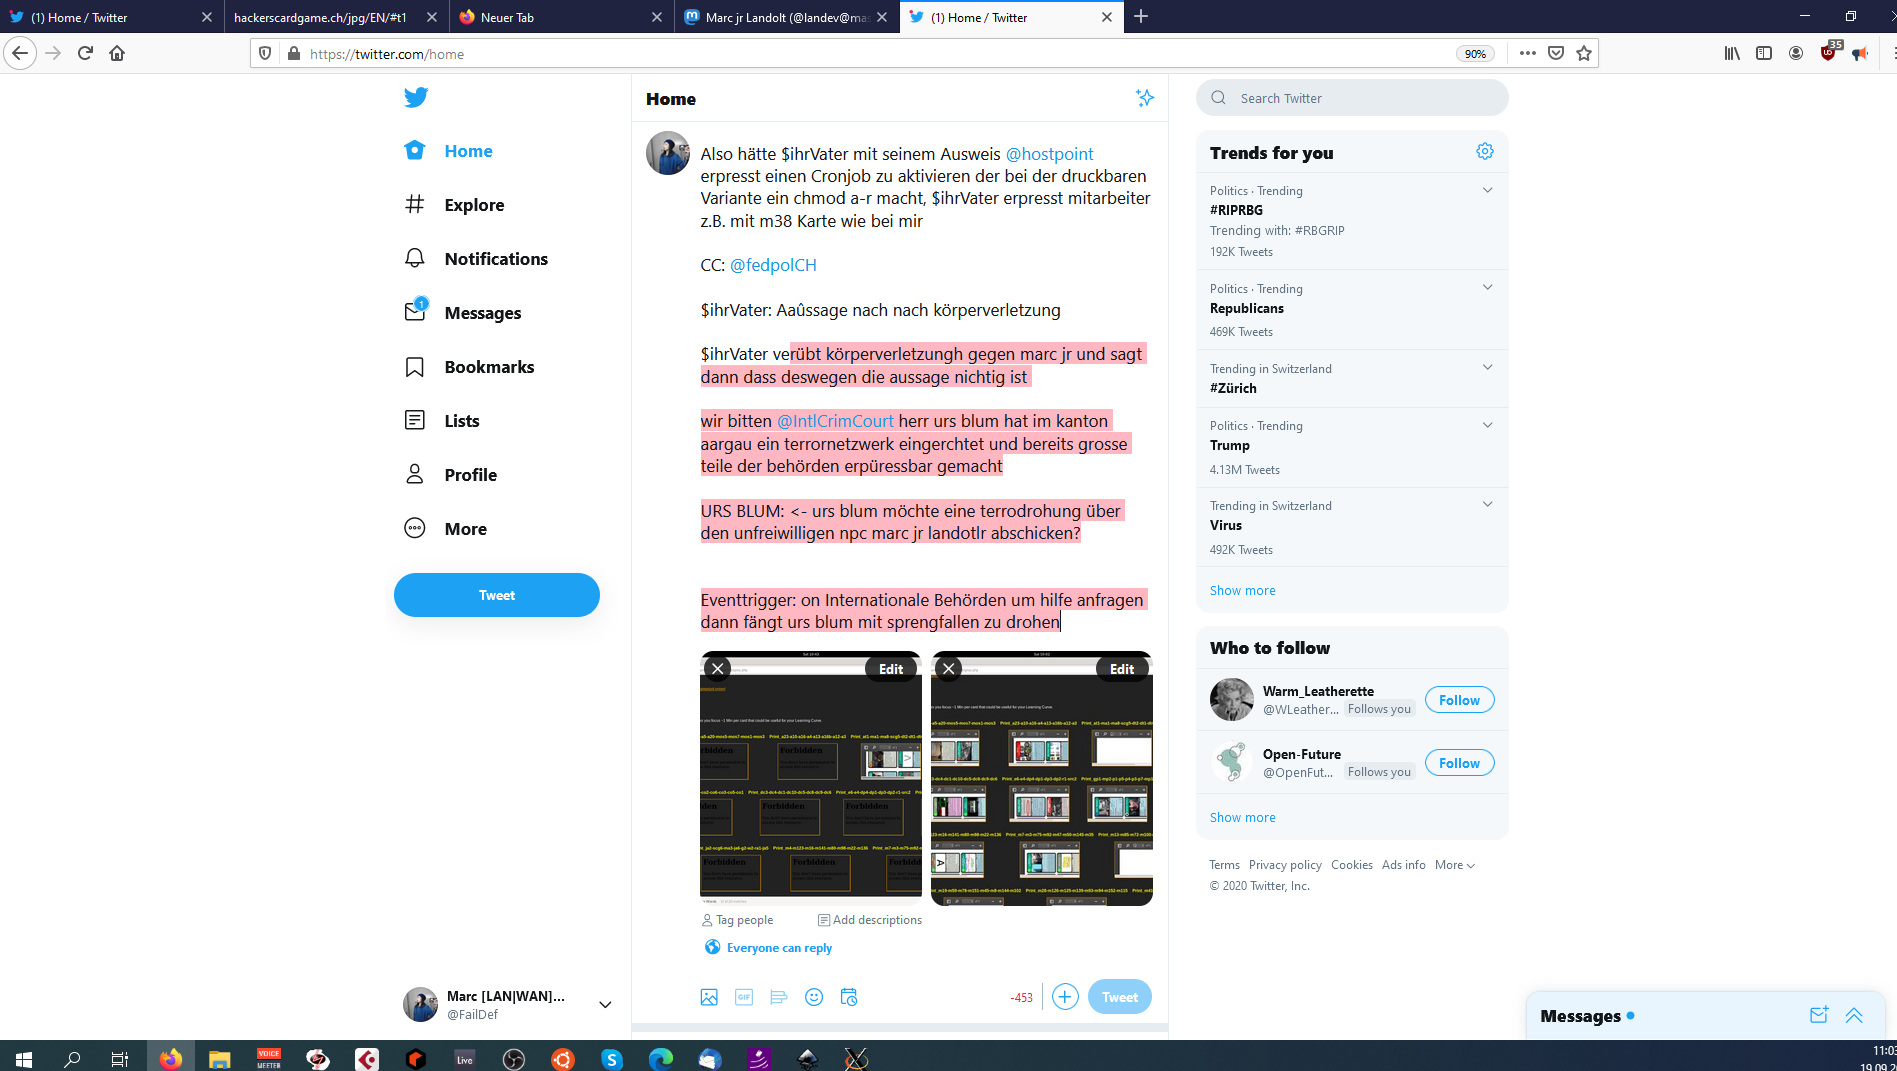 (1) Home / Twitter
hackerscardgame.ch/jpg/EN/#t1
Neuer Tab
Marc jr Landolt (@landev@mas
(1) Home / Twitter
https://twitter.com/home
90%
35
Home
Explore
Notifications
1
Messages
Bookmarks
Lists
Profile
More
Tweet
Marc [LAN|WAN]...
@FailDef
Home
Also hätte $ihrVater mit seinem Ausweis @hostpoint
erpresst einen Cronjob zu aktivieren der bei der druckbaren
Variante ein chmod a-r macht, $ihrVater erpresst mitarbeiter
z.B. mit m38 Karte wie bei mir
CC: @fedpolCH
$ihrVater: Aaûssage nach nach körperverletzung
$ihrVater verübt körperverletzungh gegen marc jr und sagt
dann dass deswegen die aussage nichtig ist
wir bitten @IntlCrimCourt herr urs blum hat im kanton
aargau ein terrornetzwerk eingerchtet und bereits grosse
teile der behörden erpüressbar gemacht
URS BLUM: <- urs blum möchte eine terrodrohung über
den unfreiwilligen npc marc jr landotlr abschicken?
Eventtrigger: on Internationale Behörden um hilfe anfragen
dann fängt urs blum mit sprengfallen zu drohen
Edit
Edit
Forbidden
Forbidden
Forbidden
Forbidden
Forbidden
Forbidden
Forbidden
Tag people
Add descriptions
Everyone can reply
GIF
-453
Tweet
Search Twitter
Trends for you
Politics · Trending
#RIPRBG
Trending with: #RBGRIP
192K Tweets
Politics · Trending
Republicans
469K Tweets
Trending in Switzerland
#Zürich
Politics · Trending
Trump
4.13M Tweets
Trending in Switzerland
Virus
492K Tweets
Show more
Who to follow
Warm_Leatherette
@WLeather... Follows you
Follow
Open-Future
@OpenFut... Follows you
Follow
Show more
Terms Privacy policy Cookies Ads info More
© 2020 Twitter, Inc.
Messages
VOICE
MEETER
Live
11:03